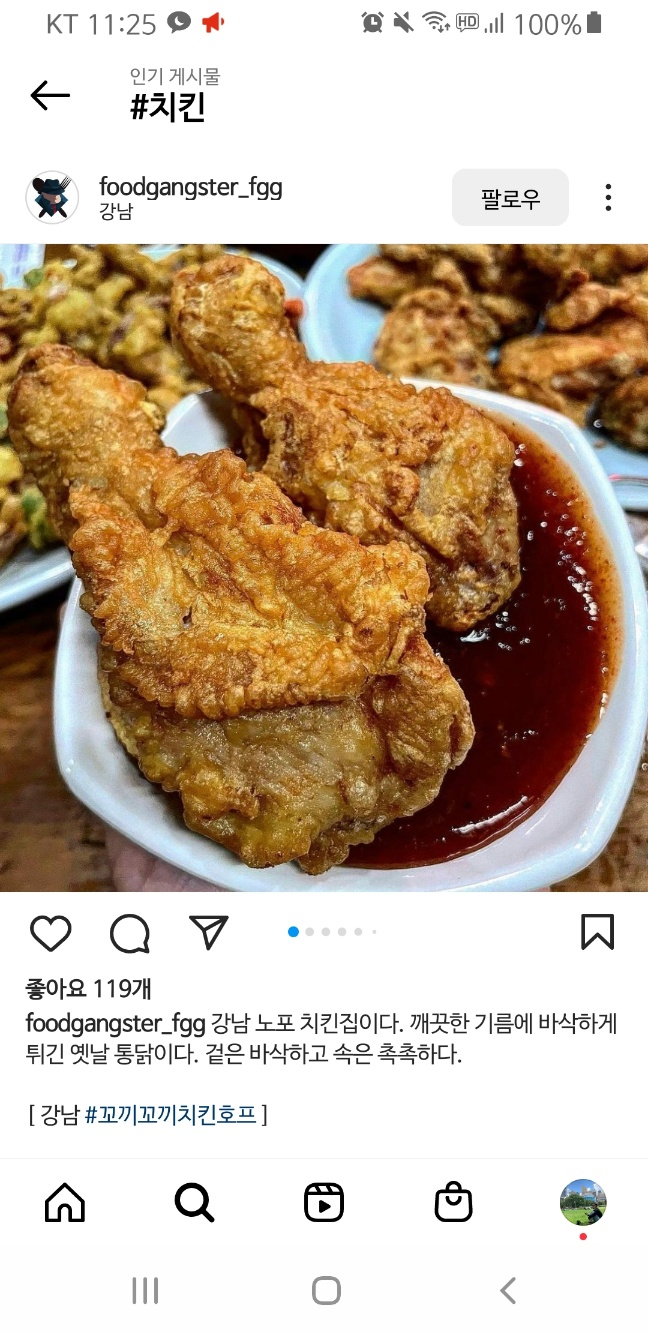 KT 11:25 HD 100%
인기 게시물
#치킨
foodgangster_fgg
강남
팔로우
좋아요 119개
foodgangster_fgg 강남 노포 치킨집이다. 깨끗한 기름에 바삭하게
튀긴 옛날 통닭이다. 겉은 바삭하고 속은 촉촉하다.
[ 강남 #꼬끼꼬끼치킨호프 ]